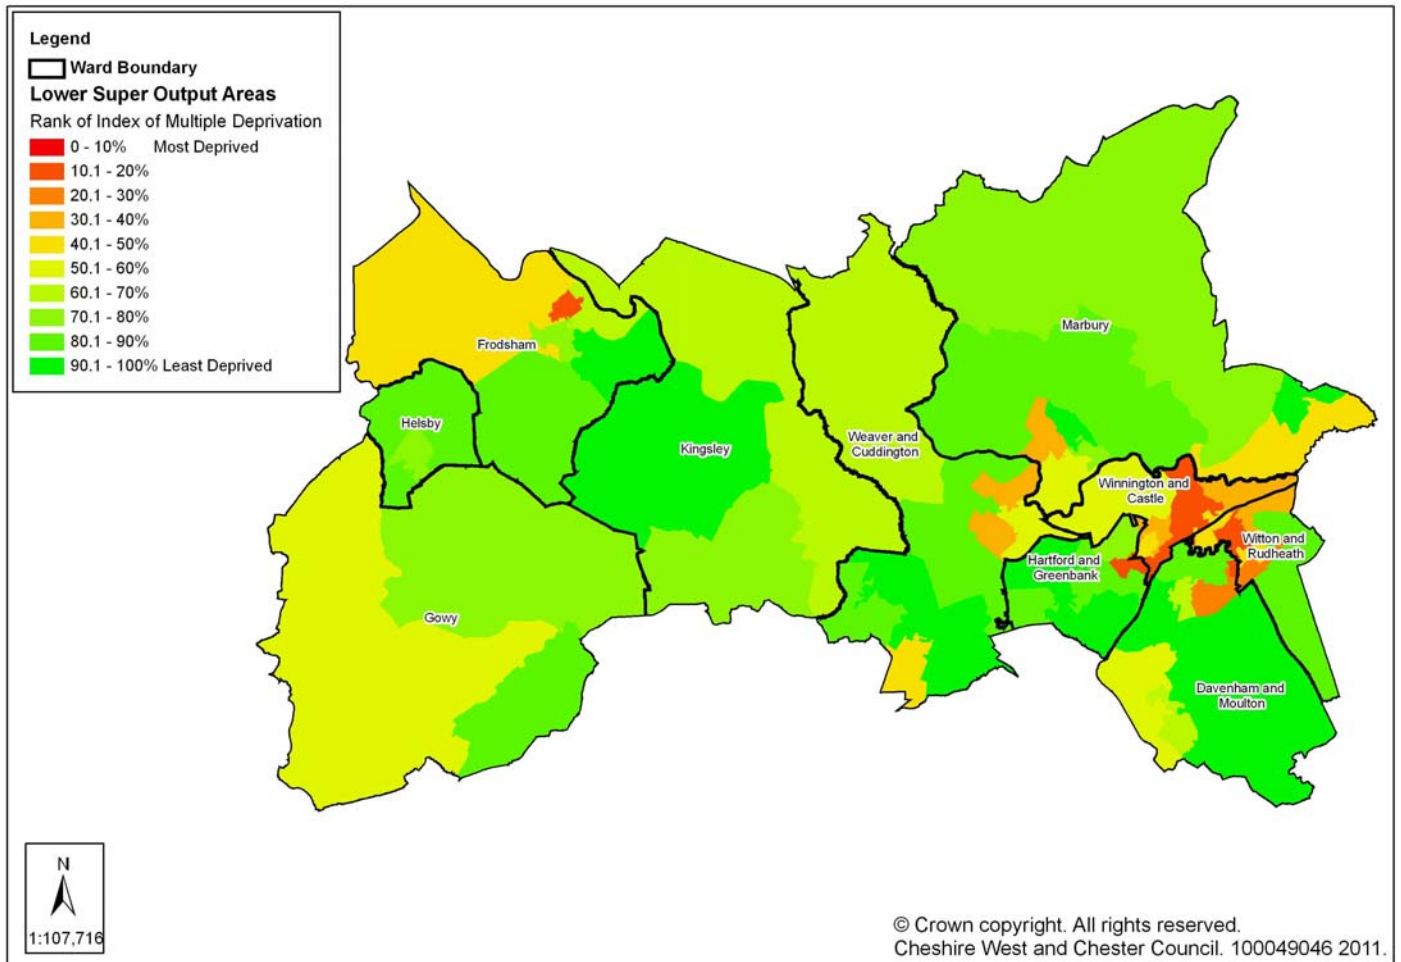 Legend
Ward Boundary
Lower Super Output Areas
Rank of Index of Multiple Deprivation
0 - 10% Most Deprived
10.1 - 20%
20.1 - 30%
30.1 - 40%
40.1 - 50%
50.1 - 60%
60.1 - 70%
70.1 - 80%
80.1 - 90%
90.1 - 100% Least Deprived
Marbury
Frodsham
Helsby
Kingsley
Weaver and
Cuddington
Winnington and
Castle
Witton and
Rudheath
Hartford and
Greenbank
Gowy
Davenham and
Moulton
N
1:107,716
© Crown copyright. All rights reserved.
Cheshire West and Chester Council. 100049046 2011.